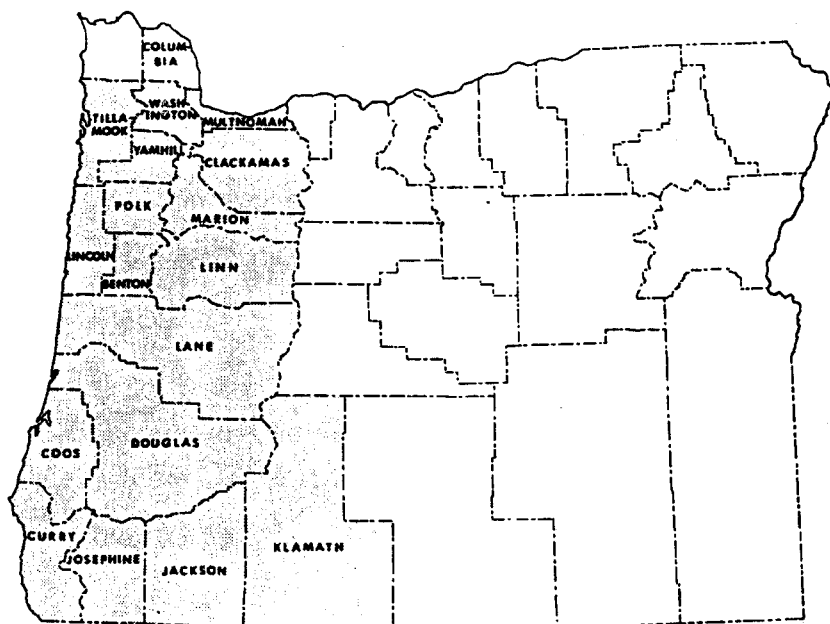 COLUM-
BIA
WASH-
INGTON
TILLA-
MOOK
MULTNOMAH
YAMHILL
CLACKAMAS
POLK
MARION
LINCOLN
LINN
BENTON
LANE
DOUGLAS
COOS
CURRY
JOSEPHINE
JACKSON
KLAMATH